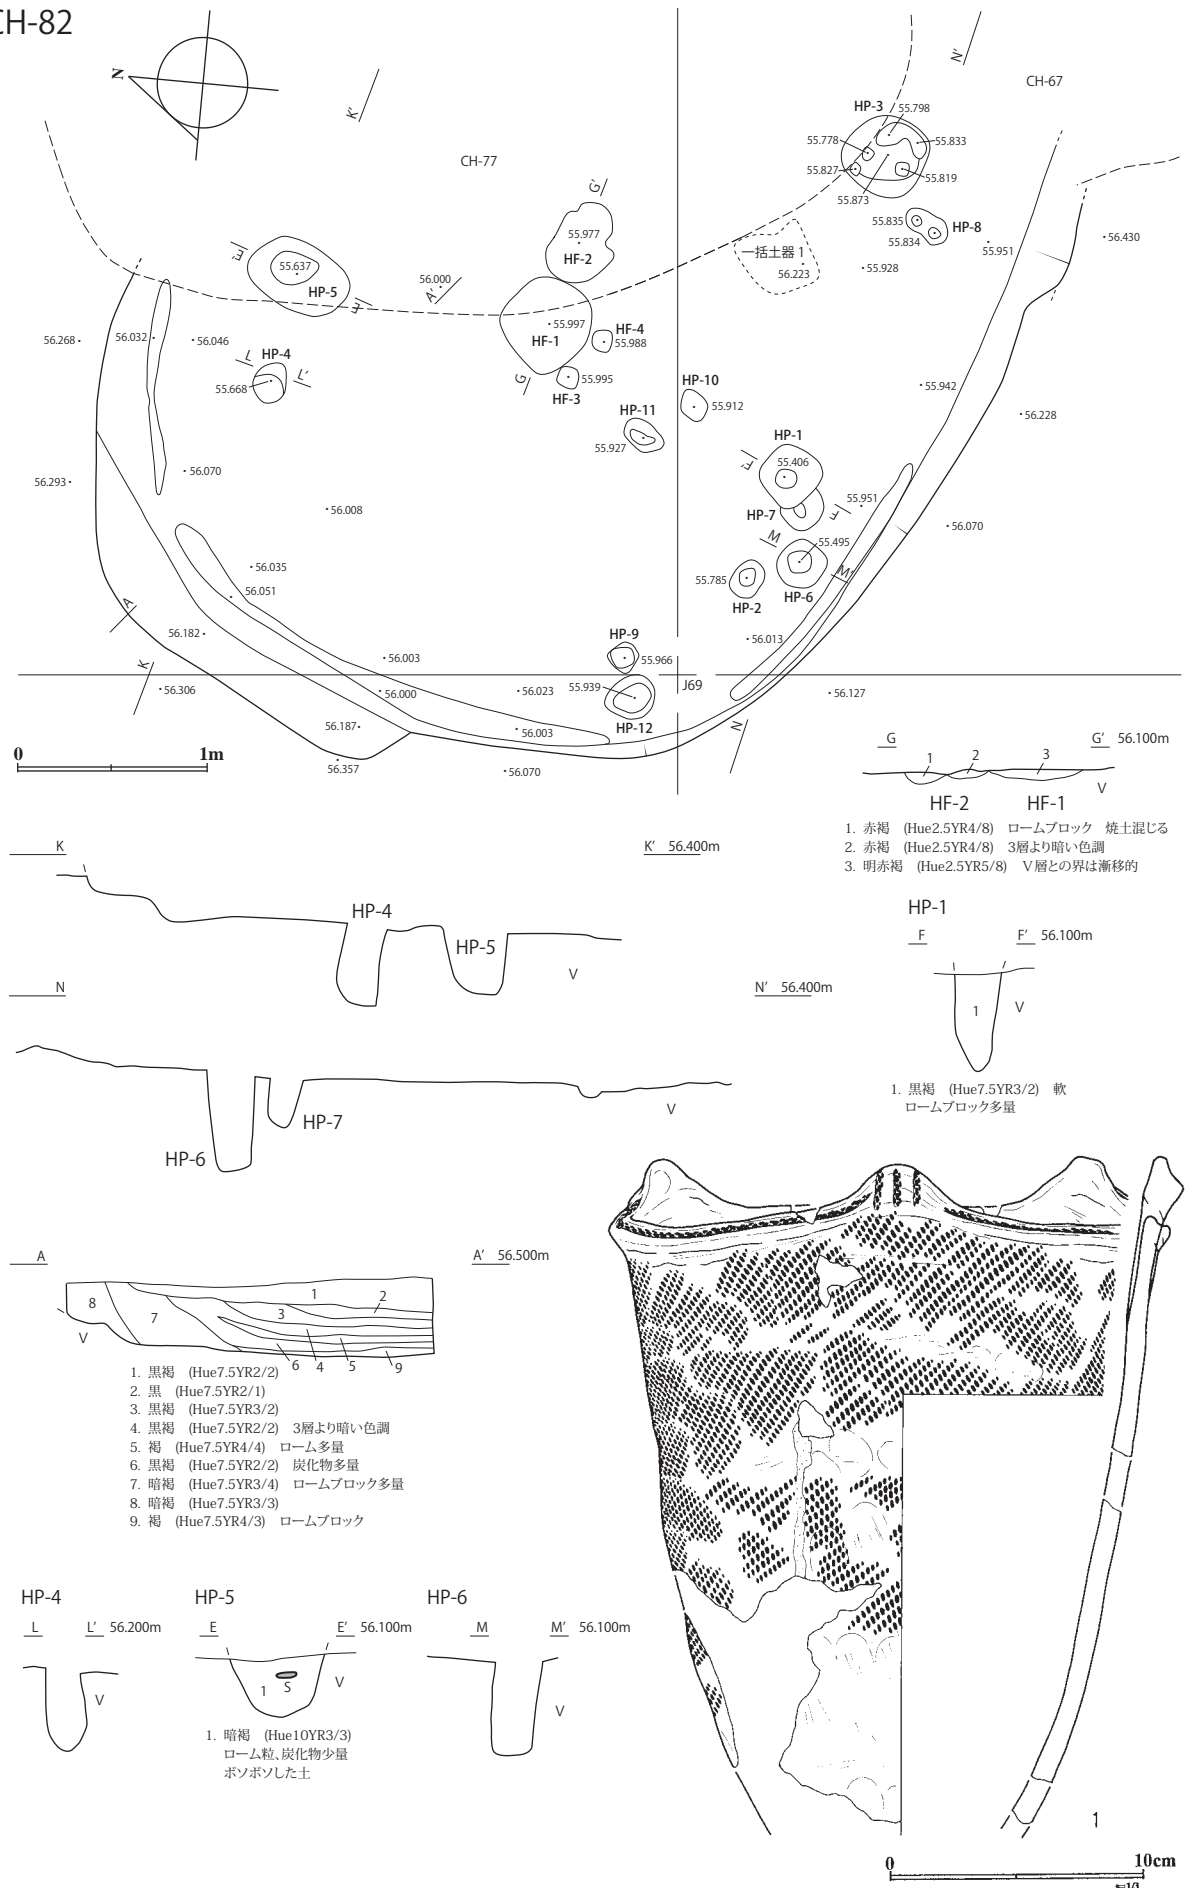 CH-82
N
K'
CH-77
G'
N'
CH-67
HP-3
55.798
55.778
55.833
55.827
55.819
55.873
55.835
HP-8
55.834
55.951
56.430
55.977
HF-2
一括土器 1
56.223
55.928
E'
55.637
HP-5
E
56.000
A'
55.997
HF-1
HF-4
55.988
56.268
56.032
56.046
L
HP-4
L'
55.668
G
55.995
HF-3
HP-10
55.912
55.942
56.228
HP-11
55.927
HP-1
55.406
F'
56.293
56.070
56.008
HP-7
F
55.951
M
55.495
56.070
56.035
56.051
55.785
HP-2
HP-6
M'
A
56.182
HP-9
55.966
56.013
56.003
K
56.306
56.000
56.023
55.939
J69
56.127
56.187
56.003
HP-12
N
56.357
56.070
0 1m
G G' 56.100m
1 2 3
V
HF-2 HF-1
1. 赤褐 (Hue2.5YR4/8) ロームブロック 焼土混じる
2. 赤褐 (Hue2.5YR4/8) 3層より暗い色調
3. 明赤褐 (Hue2.5YR5/8) Ⅴ層との界は漸移的
K K' 56.400m
HP-4
HP-5
V
HP-1
F F' 56.100m
1 V
1. 黒褐 (Hue7.5YR3/2) 軟
ロームブロック多量
N N' 56.400m
HP-6
HP-7
V
A A' 56.500m
1
2
8
7
3
V
6 4 5 9
1. 黒褐 (Hue7.5YR2/2)
2. 黒 (Hue7.5YR2/1)
3. 黒褐 (Hue7.5YR3/2)
4. 黒褐 (Hue7.5YR2/2) 3層より暗い色調
5. 褐 (Hue7.5YR4/4) ローム多量
6. 黒褐 (Hue7.5YR2/2) 炭化物多量
7. 暗褐 (Hue7.5YR3/4) ロームブロック多量
8. 暗褐 (Hue7.5YR3/3)
9. 褐 (Hue7.5YR4/3) ロームブロック
HP-4
L L' 56.200m
V
HP-5
E E' 56.100m
1 S V
1. 暗褐 (Hue10YR3/3)
ローム粒、炭化物少量
ボソボソした土
HP-6
M M' 56.100m
V
1
0 10cm